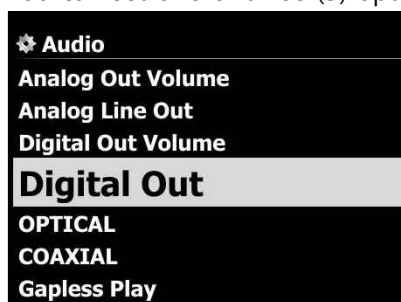 Audio
Analog Out Volume
Analog Line Out
Digital Out Volume
Digital Out
OPTICAL
COAXIAL
Gapless Play